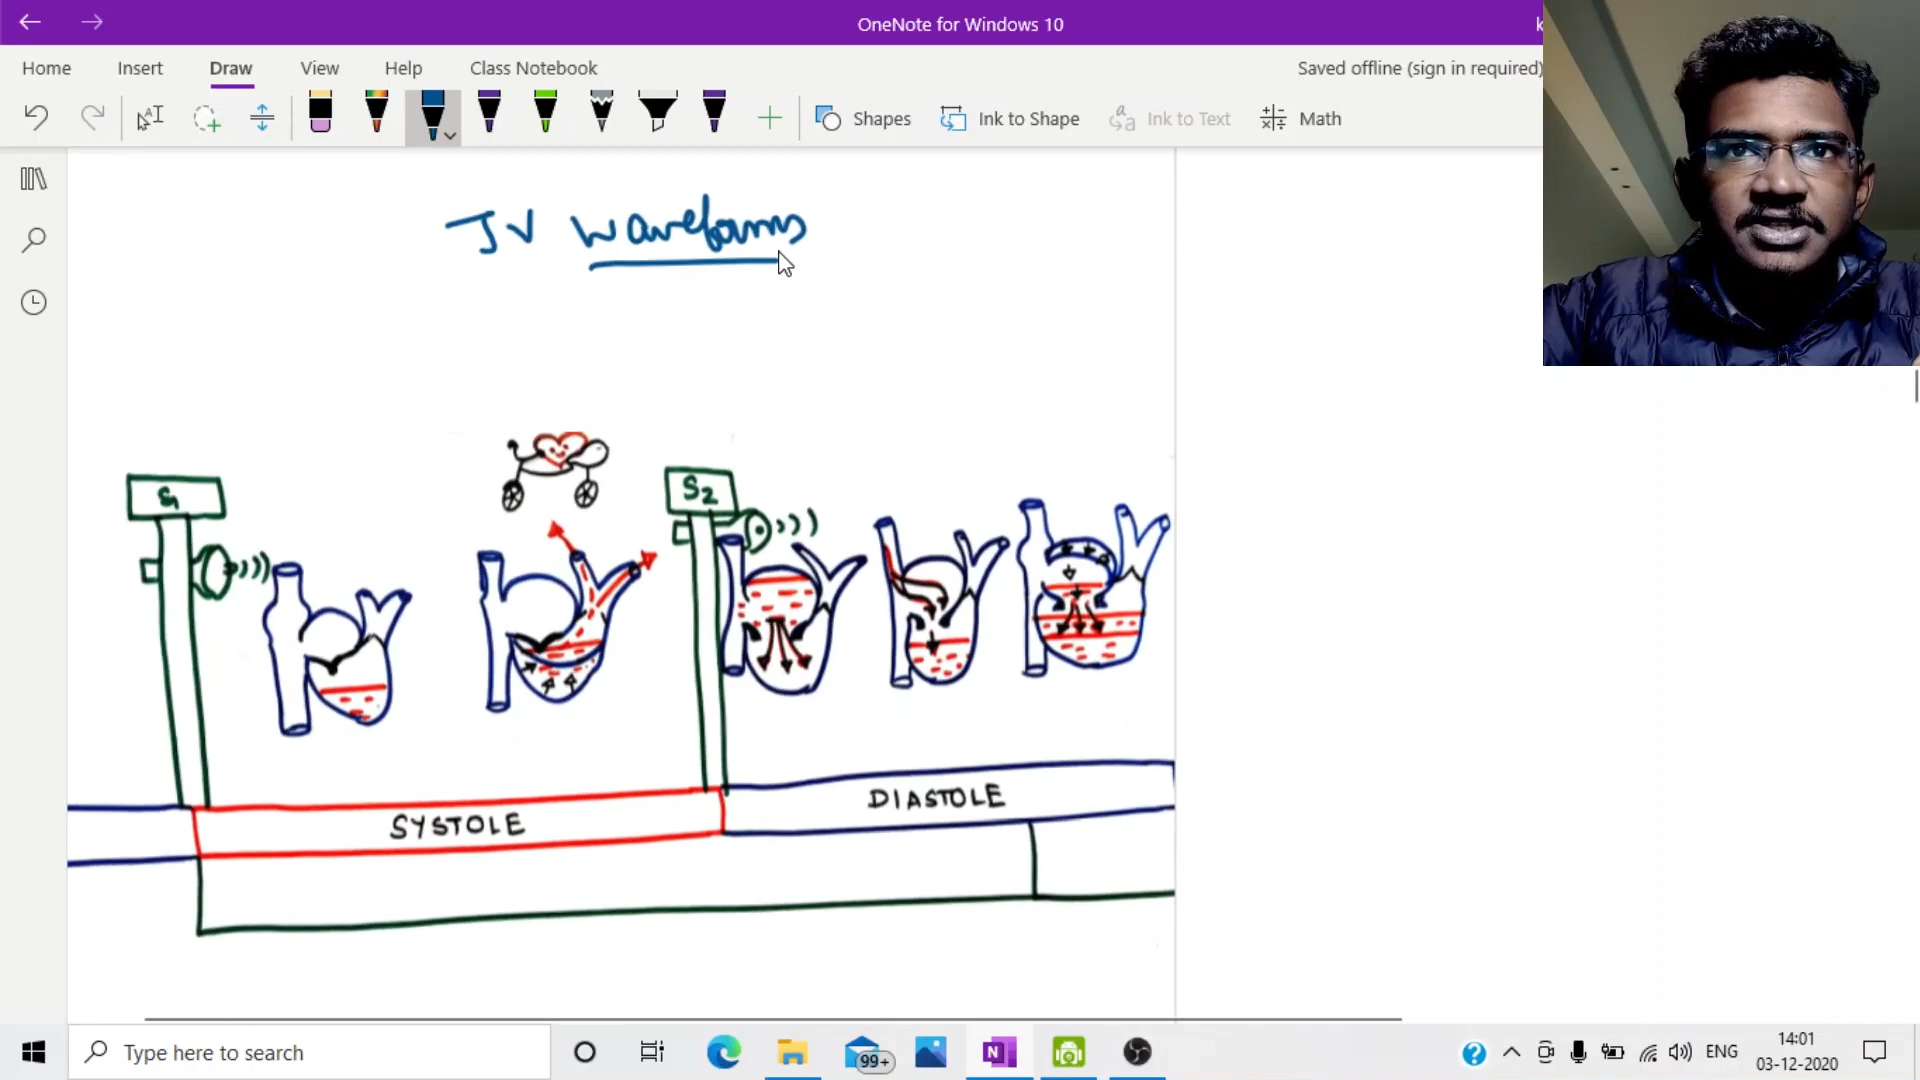 OneNote for Windows 10
Home Insert Draw View Help Class Notebook
Saved offline (sign in required)
Shapes Ink to Shape Ink to Text Math
JV Waveforms
S1
S2
DIASTOLE
SYSTOLE
Type here to search
99+
ENG
14:01
03-12-2020